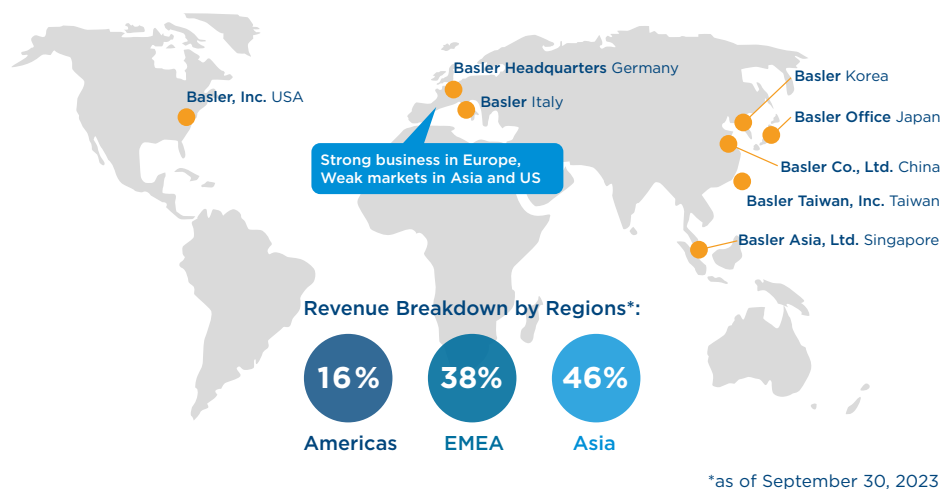 Basler Headquarters Germany
Basler Korea
Basler, Inc. USA
Basler Italy
Basler Office Japan
Strong business in Europe,
Weak markets in Asia and US
Basler Co., Ltd. China
Basler Taiwan, Inc. Taiwan
Basler Asia, Ltd. Singapore
Revenue Breakdown by Regions*:
16%
38%
46%
Americas
EMEA
Asia
*as of September 30, 2023